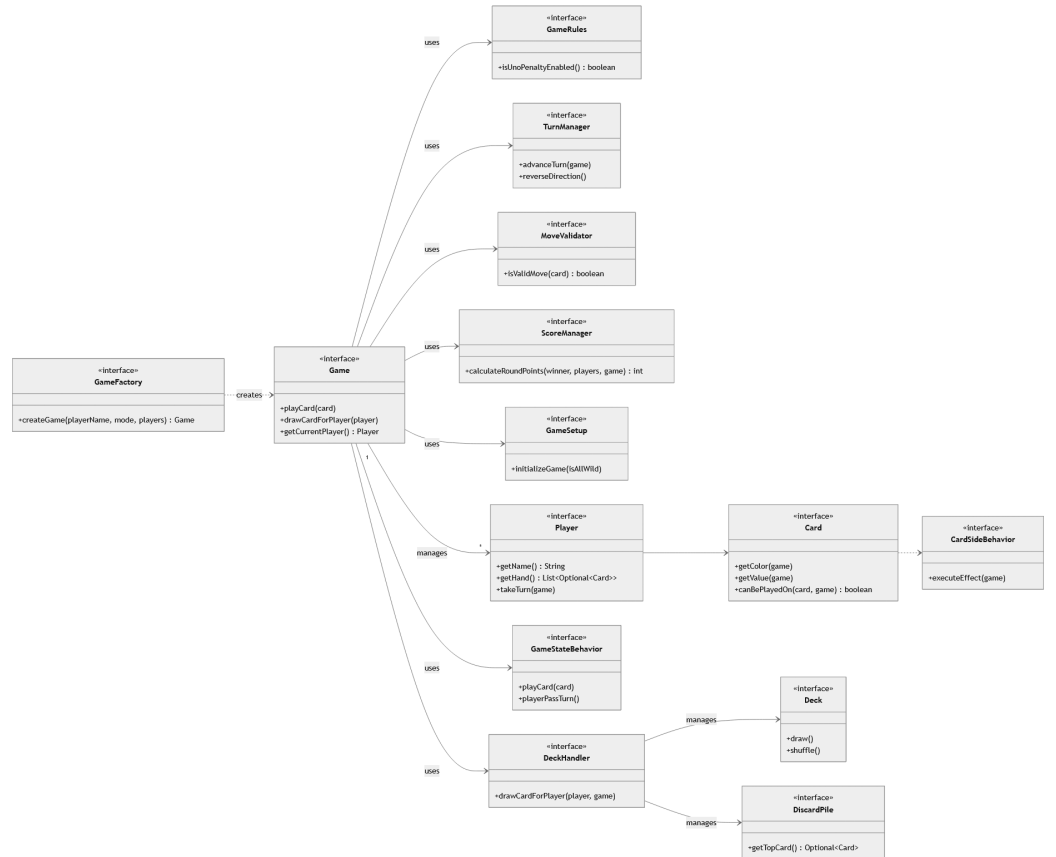 «interface»
GameRules
+isUnoPenaltyEnabled() : boolean
uses
«interface»
TurnManager
+advanceTurn(game)
+reverseDirection()
uses
«interface»
MoveValidator
+isValidMove(card) : boolean
uses
«interface»
ScoreManager
+calculateRoundPoints(winner, players, game) : int
uses
«interface»
GameFactory
+createGame(playerName, mode, players) : Game
creates
«interface»
Game
+playCard(card)
+drawCardForPlayer(player)
+getCurrentPlayer() : Player
«interface»
GameSetup
+initializeGame(isAllWild)
uses
1
*
manages
«interface»
Player
+getName() : String
+getHand() : List<Optional<Card>>
+takeTurn(game)
«interface»
Card
+getColor(game)
+getValue(game)
+canBePlayedOn(card, game) : boolean
«interface»
CardSideBehavior
+executeEffect(game)
«interface»
GameStateBehavior
+playCard(card)
+playerPassTurn()
uses
«interface»
Deck
+draw()
+shuffle()
manages
«interface»
DeckHandler
+drawCardForPlayer(player, game)
uses
manages
«interface»
DiscardPile
+getTopCard() : Optional<Card>